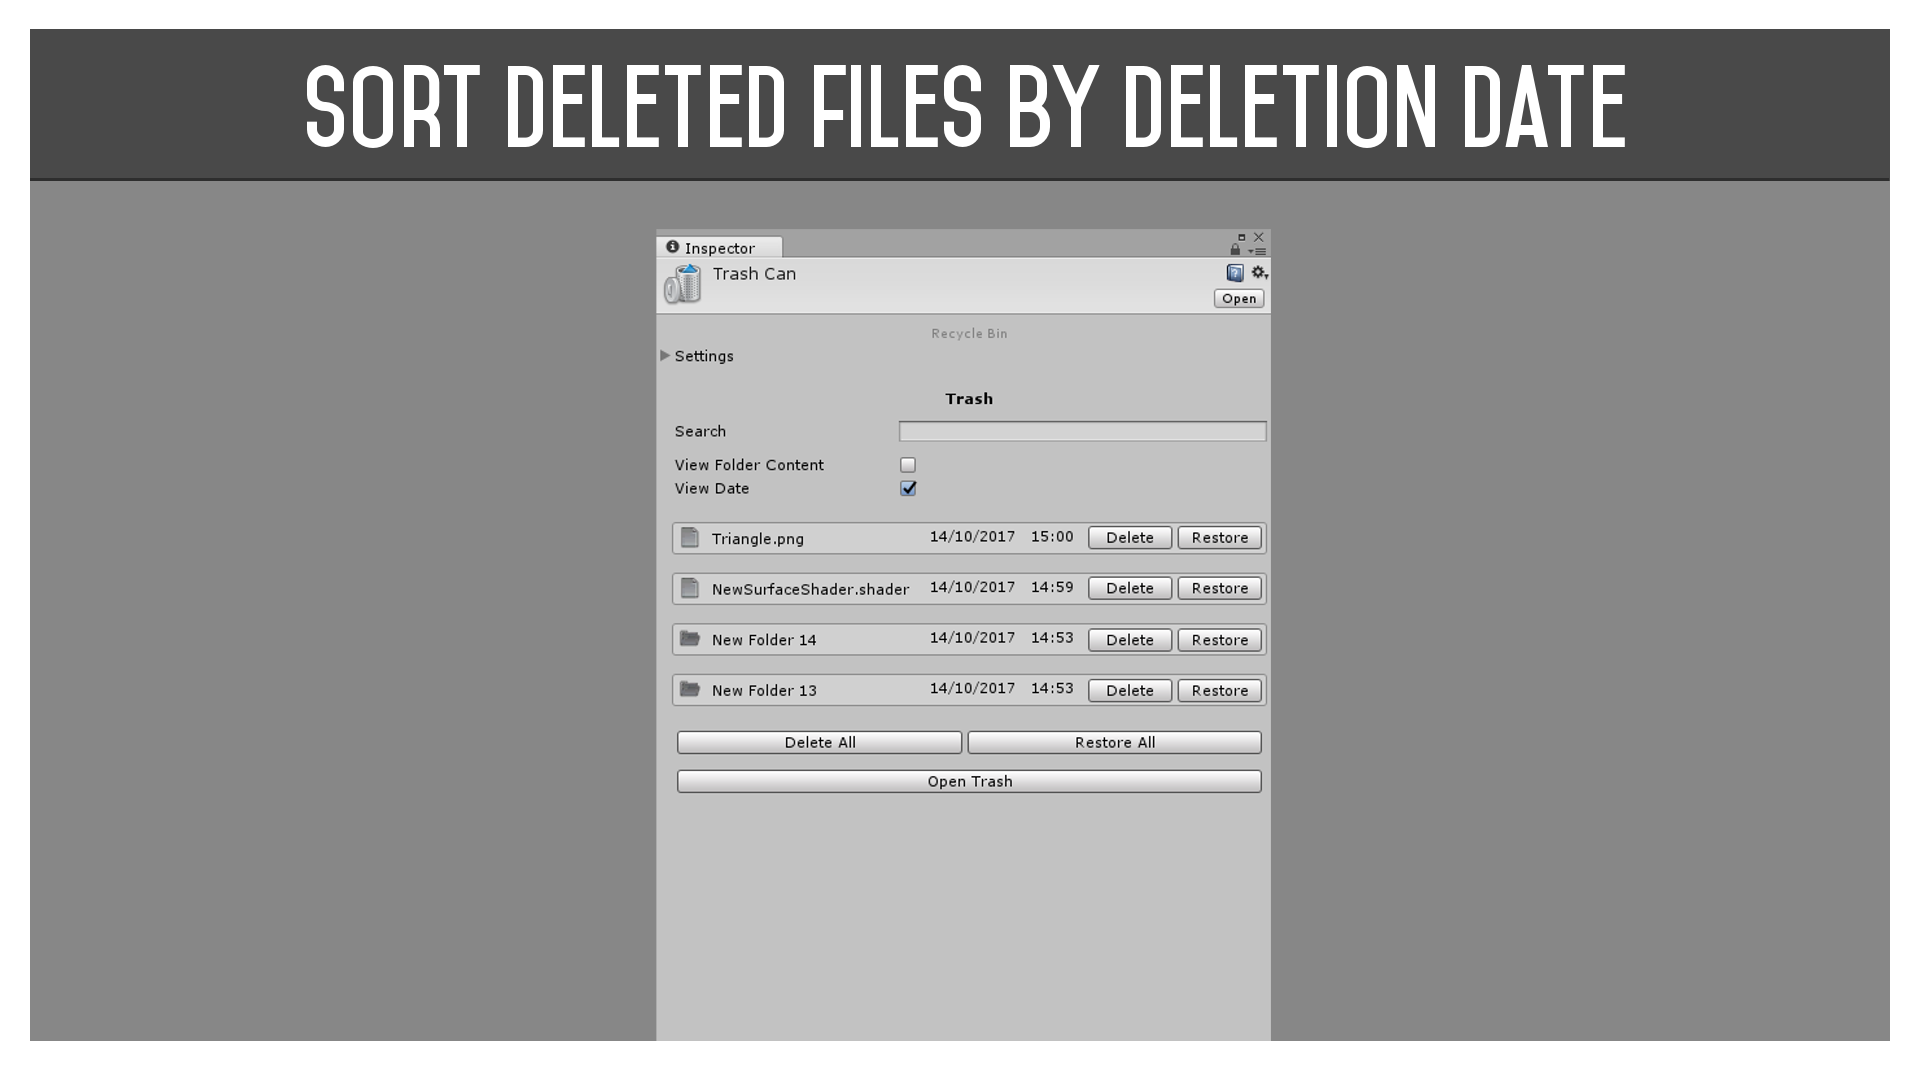 SORT DELETED FILES BY DELETION DATE
Inspector
Trash Can
Open
Recycle Bin
Settings
Trash
Search
View Folder Content
View Date
Triangle.png 14/10/2017 15:00 Delete Restore
NewSurfaceShader.shader 14/10/2017 14:59 Delete Restore
New Folder 14 14/10/2017 14:53 Delete Restore
New Folder 13 14/10/2017 14:53 Delete Restore
Delete All Restore All
Open Trash